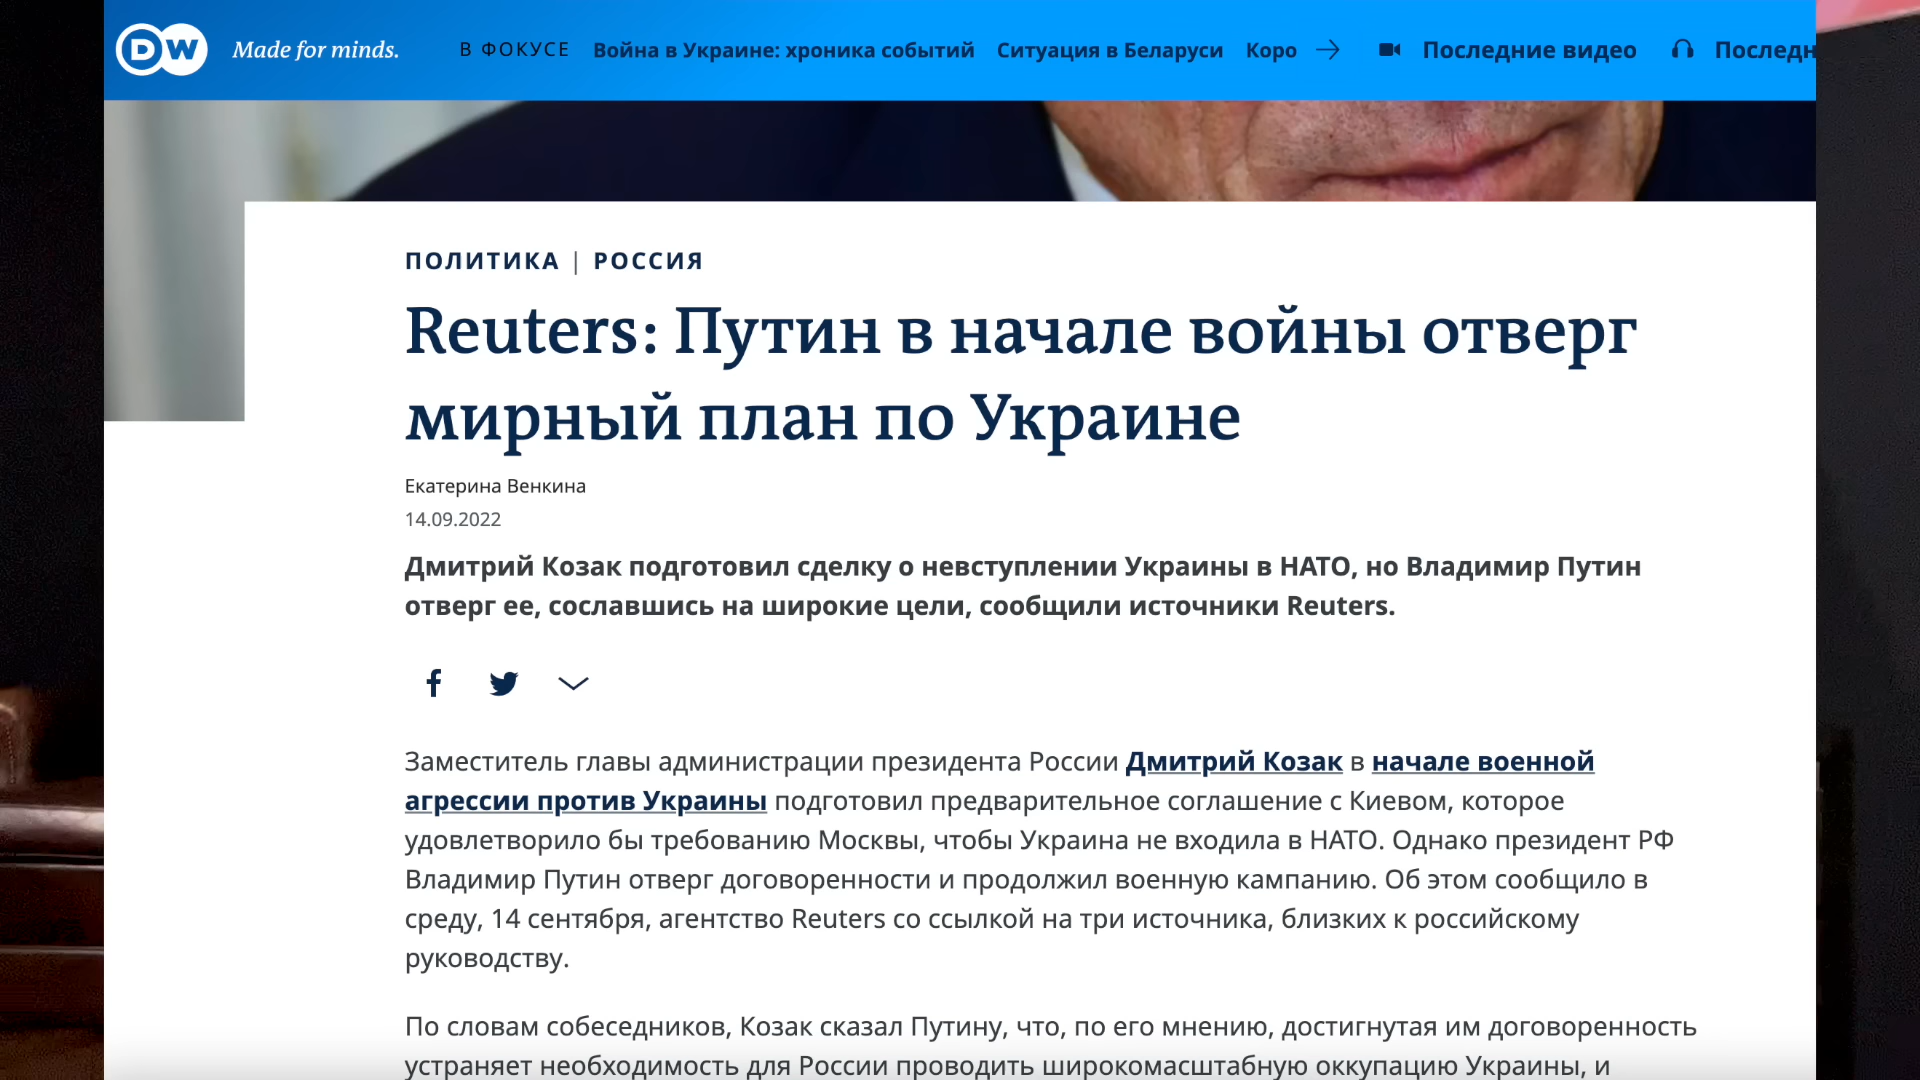 DW Made for minds. В ФОКУСЕ Война в Украине: хроника событий Ситуация в Беларуси Коро Последние видео Последн
ПОЛИТИКА | РОССИЯ
Reuters: Путин в начале войны отверг
мирный план по Украине
Екатерина Венкина
14.09.2022
Дмитрий Козак подготовил сделку о невступлении Украины в НАТО, но Владимир Путин
отверг ее, сославшись на широкие цели, сообщили источники Reuters.
Заместитель главы администрации президента России Дмитрий Козак в начале военной
агрессии против Украины подготовил предварительное соглашение с Киевом, которое
удовлетворило бы требованию Москвы, чтобы Украина не входила в НАТО. Однако президент РФ
Владимир Путин отверг договоренности и продолжил военную кампанию. Об этом сообщило в
среду, 14 сентября, агентство Reuters со ссылкой на три источника, близких к российскому
руководству.
По словам собеседников, Козак сказал Путину, что, по его мнению, достигнутая им договоренность
устраняет необходимость для России проводить широкомасштабную оккупацию Украины, и